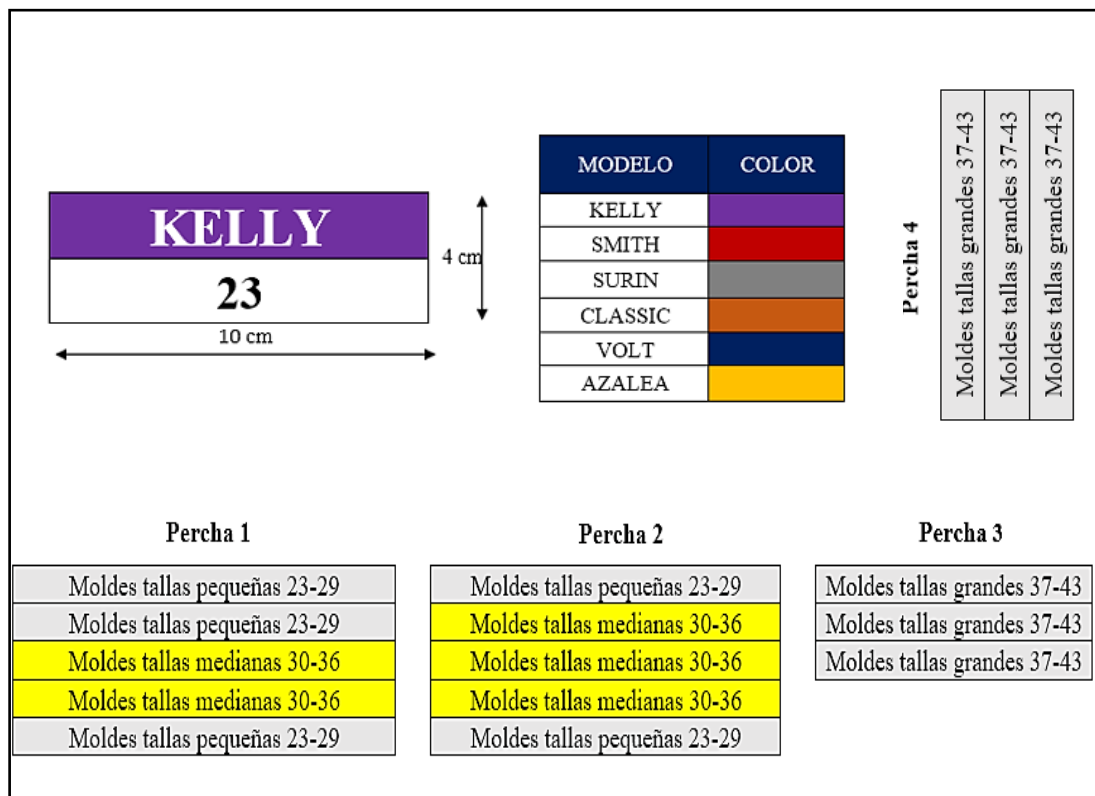 KELLY
23
4 cm
10 cm
MODELO COLOR
KELLY
SMITH
SURIN
CLASSIC
VOLT
AZALEA
Percha 4
Moldes tallas grandes 37-43
Moldes tallas grandes 37-43
Moldes tallas grandes 37-43
Percha 1
Moldes tallas pequeñas 23-29
Moldes tallas pequeñas 23-29
Moldes tallas medianas 30-36
Moldes tallas medianas 30-36
Moldes tallas pequeñas 23-29
Percha 2
Moldes tallas pequeñas 23-29
Moldes tallas medianas 30-36
Moldes tallas medianas 30-36
Moldes tallas medianas 30-36
Moldes tallas pequeñas 23-29
Percha 3
Moldes tallas grandes 37-43
Moldes tallas grandes 37-43
Moldes tallas grandes 37-43